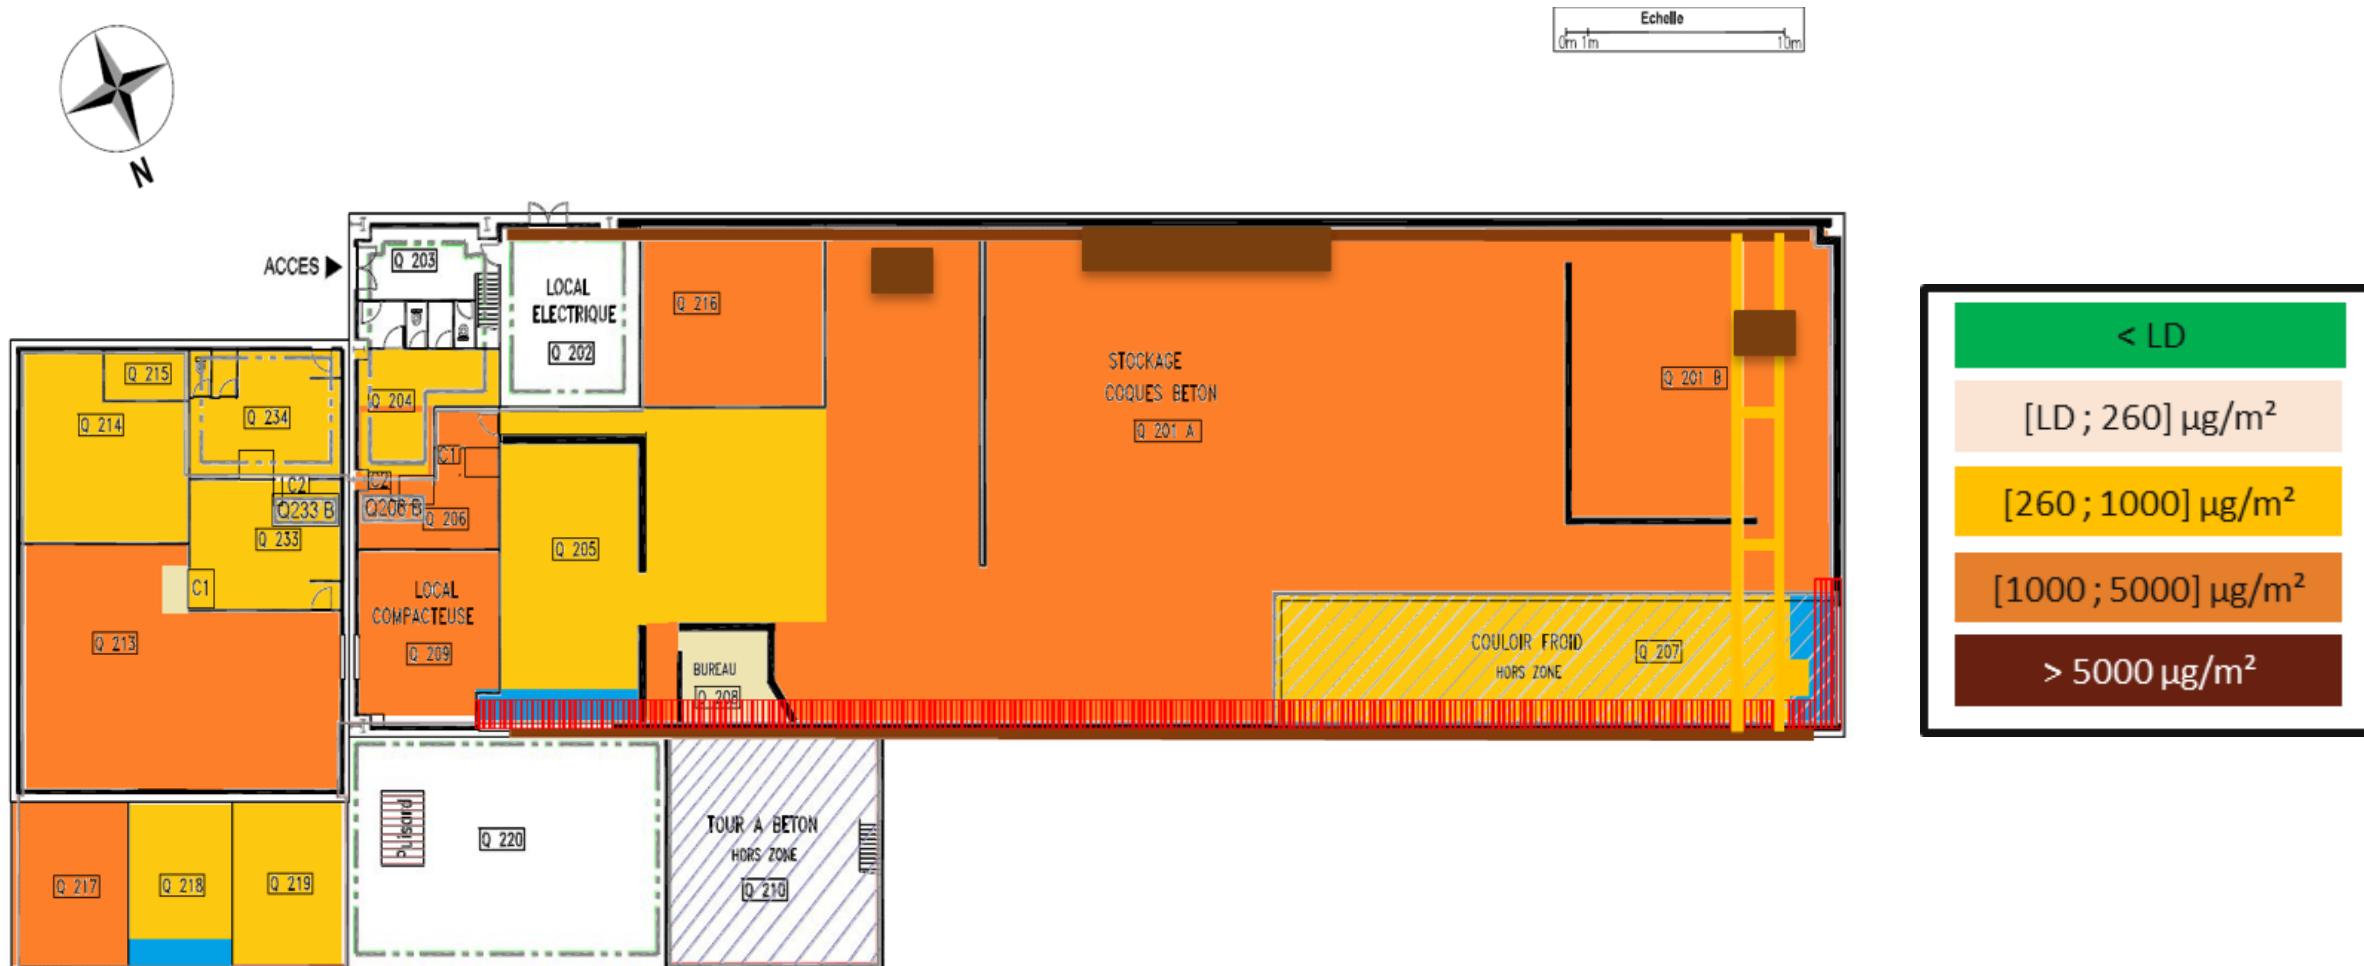 Echelle
0m 1m 10m
N
ACCES
Q 203
LOCAL
ELECTRIQUE
Q 202
Q 216
STOCKAGE
COQUES BETON
Q 201 A
Q 201 B
Q 215
Q 214
Q 234
Q 204
C1
C2
C2
Q233 B
Q206 B
Q 206
Q 233
Q 205
C1
LOCAL
COMPACTEUSE
Q 209
Q 213
BUREAU
Q 208
COULOIR FROID
HORS ZONE
Q 207
Puisard
Q 220
TOUR A BETON
HORS ZONE
Q 210
Q 217
Q 218
Q 219
< LD
[LD ; 260] µg/m²
[260 ; 1000] µg/m²
[1000 ; 5000] µg/m²
> 5000 µg/m²